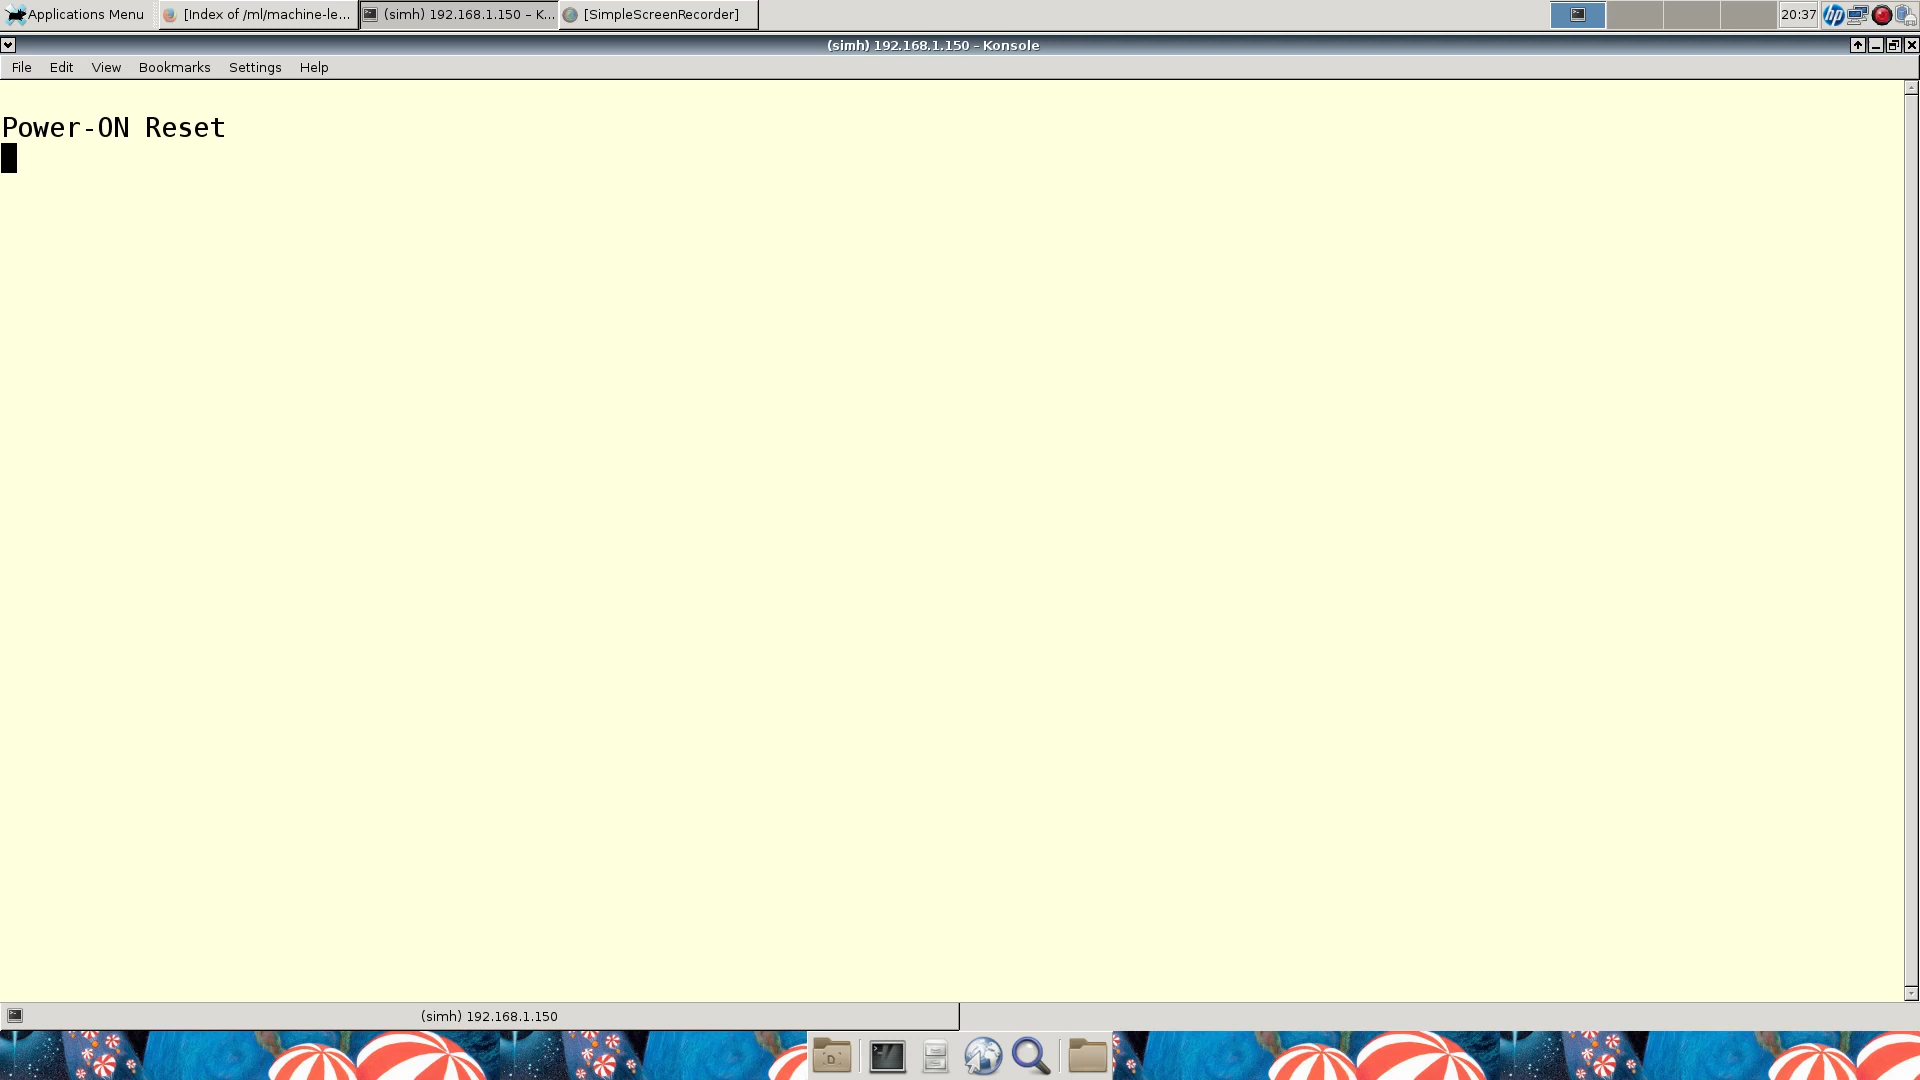 Applications Menu
[Index of /ml/machine-le...
(simh) 192.168.1.150 – K...
[SimpleScreenRecorder]
20:37
hp
(simh) 192.168.1.150 – Konsole
File Edit View Bookmarks Settings Help
Power-ON Reset
(simh) 192.168.1.150